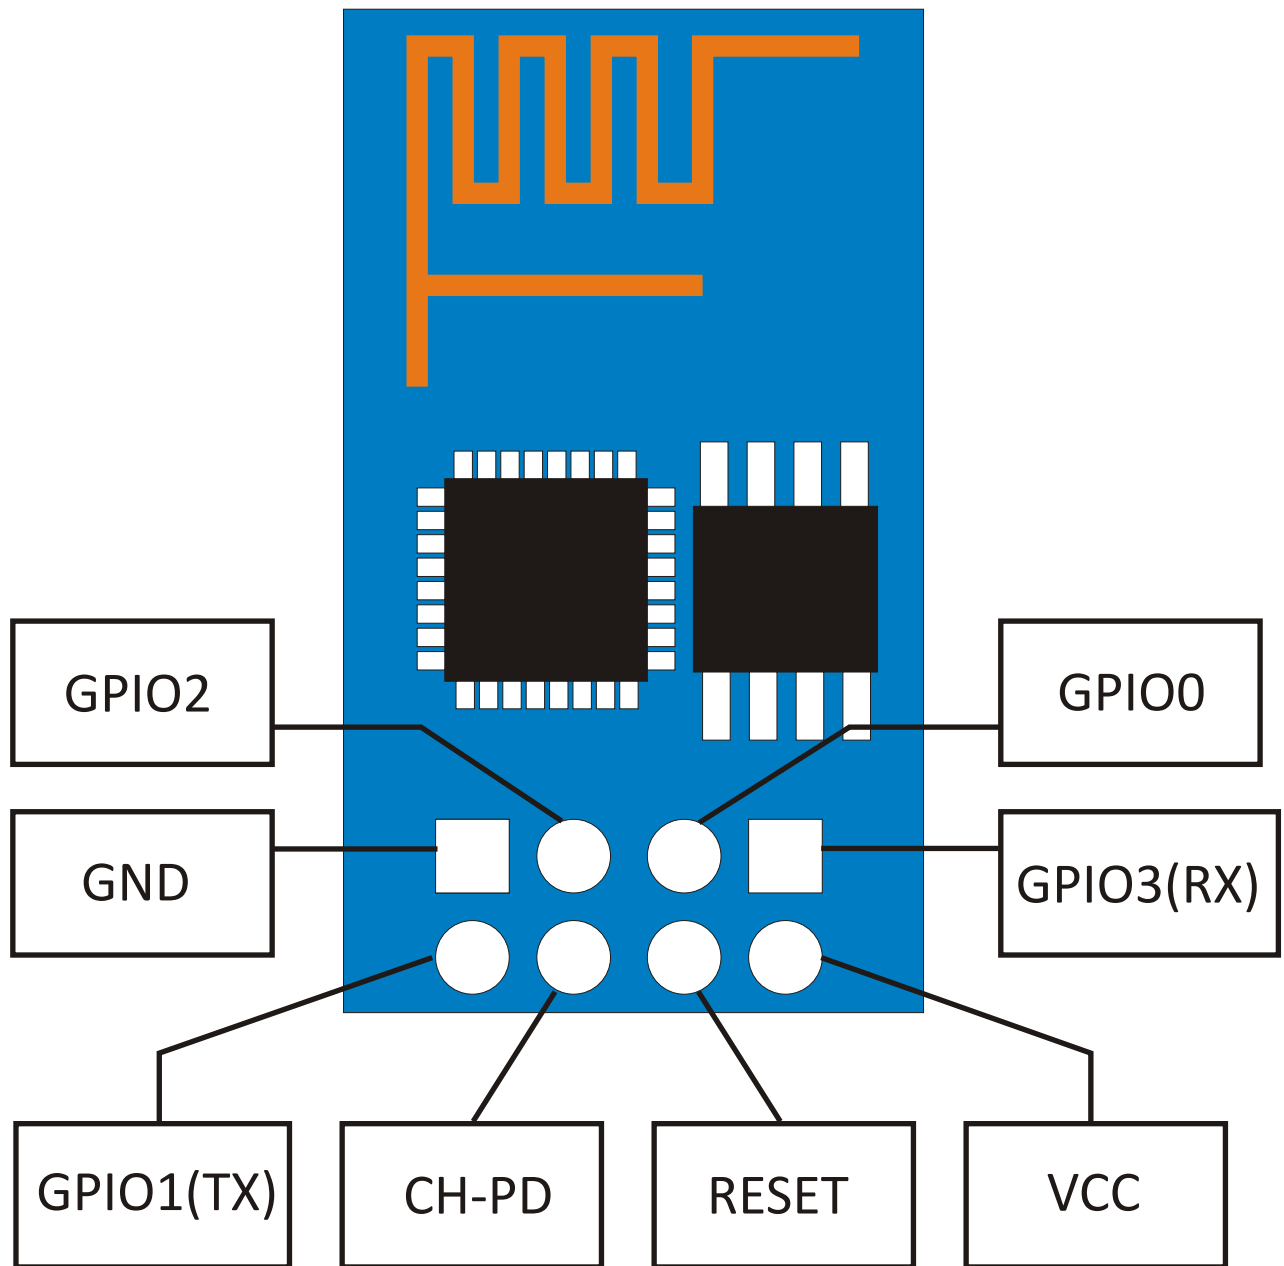 GPIO2
GPIO0
GND
GPIO3(RX)
GPIO1(TX)
CH-PD
RESET
VCC